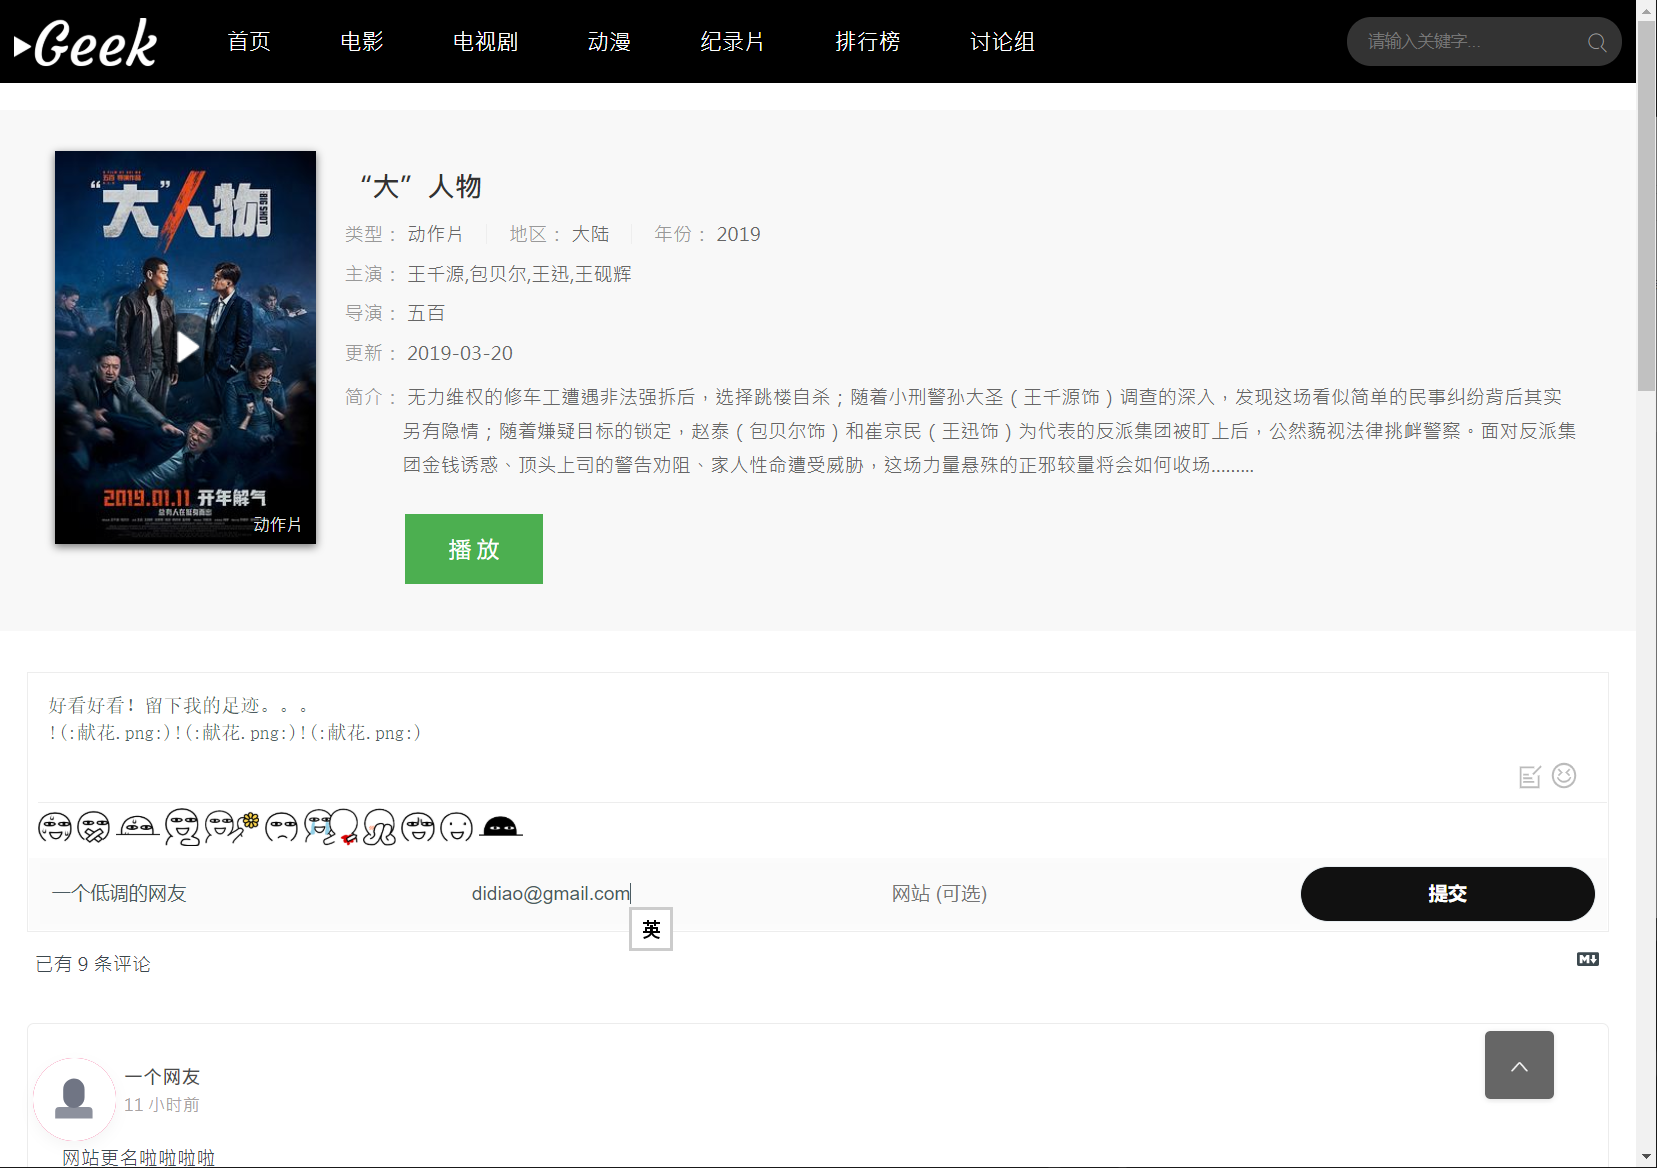 Geek 首页 电影 电视剧 动漫 纪录片 排行榜 讨论组 请输入关键字...
五百 导演作品
“大”人物
BIG SHOT
2019.01.11 开年解气
动作片
“大”人物
类型： 动作片 地区： 大陆 年份： 2019
主演： 王千源,包贝尔,王迅,王砚辉
导演： 五百
更新： 2019-03-20
简介： 无力维权的修车工遭遇非法强拆后，选择跳楼自杀；随着小刑警孙大圣（王千源饰）调查的深入，发现这场看似简单的民事纠纷背后其实
另有隐情；随着嫌疑目标的锁定，赵泰（包贝尔饰）和崔京民（王迅饰）为代表的反派集团被盯上后，公然藐视法律挑衅警察。面对反派集
团金钱诱惑、顶头上司的警告劝阻、家人性命遭受威胁，这场力量悬殊的正邪较量将会如何收场.........
播放
好看好看！留下我的足迹。。。
!(:献花.png:)!(:献花.png:)!(:献花.png:)
一个低调的网友 didiao@gmail.com 网站 (可选) 提交
英
已有 9 条评论
M
一个网友
11 小时前
网站更名啦啦啦啦